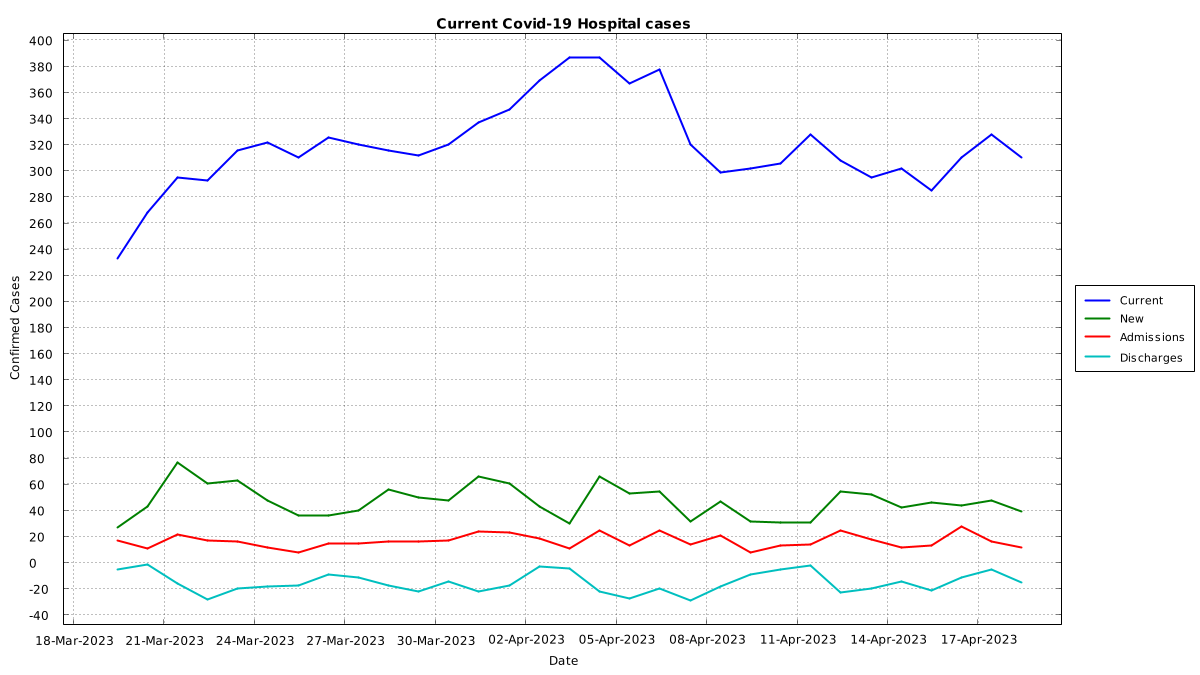 Current Covid-19 Hospital cases
400
380
360
340
320
300
280
260
240
220
200
180
160
140
120
100
80
60
40
20
0
-20
-40
Confirmed Cases
18-Mar-2023 21-Mar-2023 24-Mar-2023 27-Mar-2023 30-Mar-2023 02-Apr-2023 05-Apr-2023 08-Apr-2023 11-Apr-2023 14-Apr-2023 17-Apr-2023
Date
Current
New
Admissions
Discharges